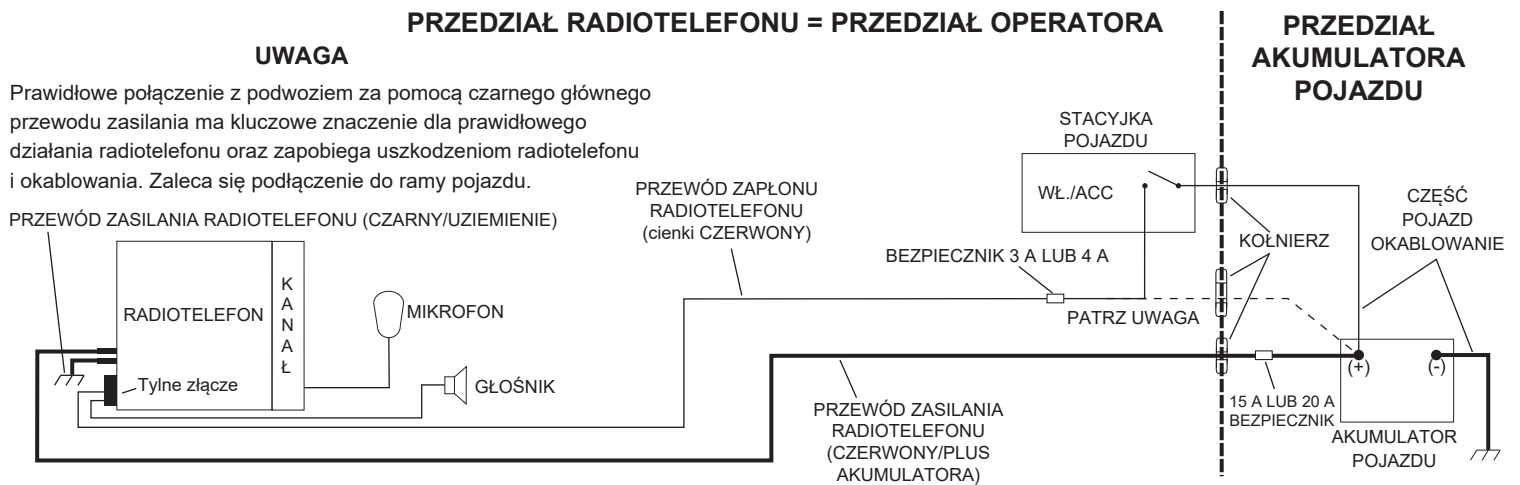 PRZEDZIAŁ RADIOTELEFONU = PRZEDZIAŁ OPERATORA
PRZEDZIAŁ
AKUMULATORA
POJAZDU
UWAGA
Prawidłowe połączenie z podwoziem za pomocą czarnego głównego
przewodu zasilania ma kluczowe znaczenie dla prawidłowego
działania radiotelefonu oraz zapobiega uszkodzeniom radiotelefonu
i okablowania. Zaleca się podłączenie do ramy pojazdu.
PRZEWÓD ZASILANIA RADIOTELEFONU (CZARNY/UZIEMIENIE)
RADIOTELEFON
K
A
N
A
Ł
Tylne złącze
MIKROFON
GŁOŚNIK
PRZEWÓD ZAPŁONU
RADIOTELEFONU
(cienki CZERWONY)
STACYJKA
POJAZDU
WŁ./ACC
BEZPIECZNIK 3 A LUB 4 A
PATRZ UWAGA
KOŁNIERZ
CZĘŚĆ
POJAZD
OKABLOWANIE
PRZEWÓD ZASILANIA
RADIOTELEFONU
(CZERWONY/PLUS
AKUMULATORA)
15 A LUB 20 A
BEZPIECZNIK
(+)
(-)
AKUMULATOR
POJAZDU